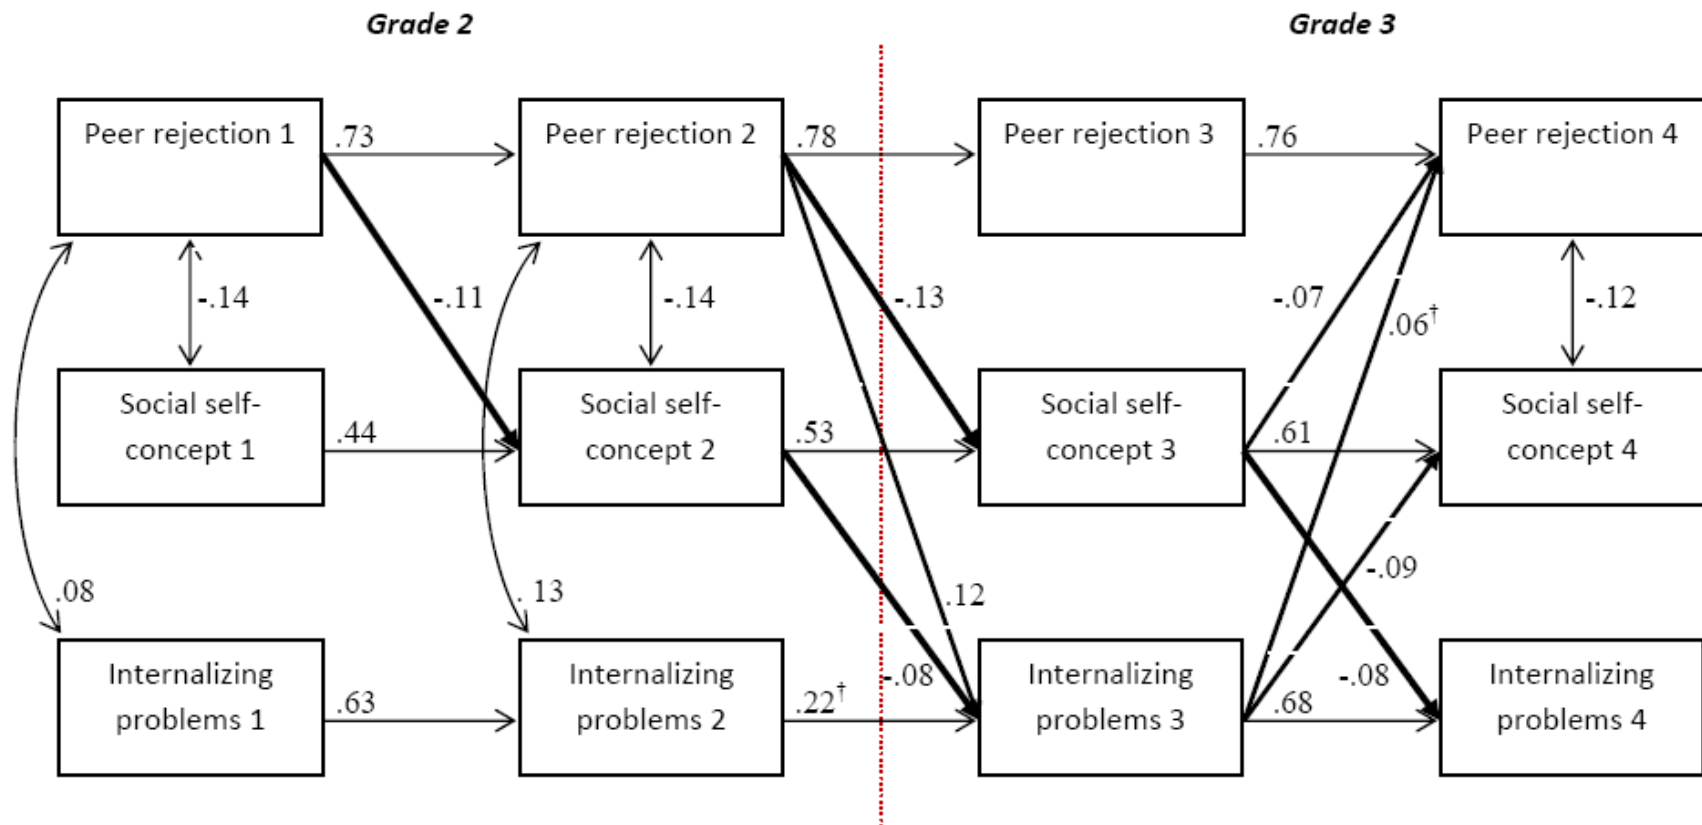 Grade 2
Grade 3
Peer rejection 1
.73
Peer rejection 2
.78
Peer rejection 3
.76
Peer rejection 4
-.14
-.11
-.14
-.13
-.07
.06†
-.12
Social self-
concept 1
.44
Social self-
concept 2
.53
Social self-
concept 3
.61
Social self-
concept 4
.08
. 13
.12
-.09
Internalizing
problems 1
.63
Internalizing
problems 2
.22†
-.08
Internalizing
problems 3
.68
-.08
Internalizing
problems 4